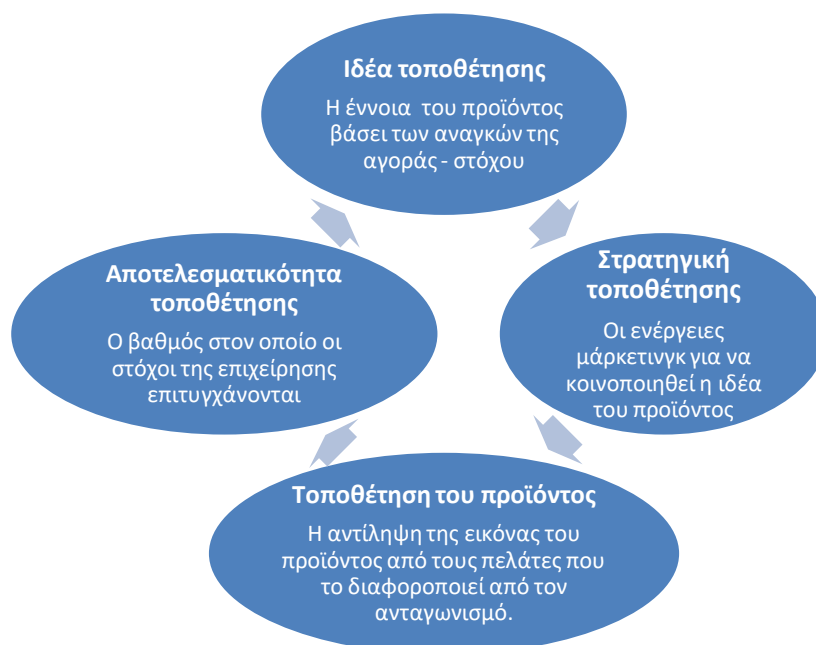 Ιδέα τοποθέτησης
Η έννοια του προϊόντος
βάσει των αναγκών της
αγοράς - στόχου
Αποτελεσματικότητα
τοποθέτησης
Ο βαθμός στον οποίο οι
στόχοι της επιχείρησης
επιτυγχάνονται
Στρατηγική
τοποθέτησης
Οι ενέργειες
μάρκετινγκ για να
κοινοποιηθεί η ιδέα
του προϊόντος
Τοποθέτηση του προϊόντος
Η αντίληψη της εικόνας του
προϊόντος από τους πελάτες που
το διαφοροποιεί από τον
ανταγωνισμό.